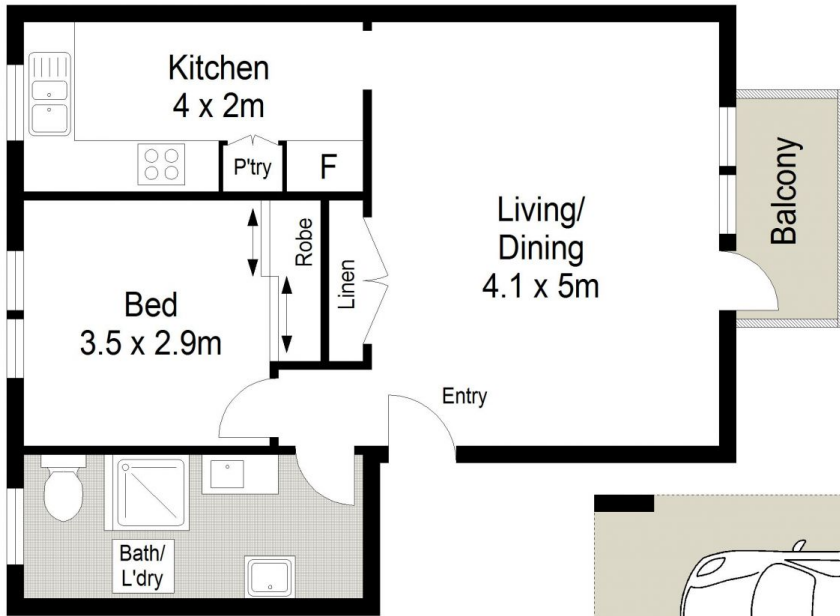 Kitchen
4 x 2m
P'try
F
Living/
Dining
4.1 x 5m
Balcony
Robe
Linen
Bed
3.5 x 2.9m
Entry
Bath/
L'dry